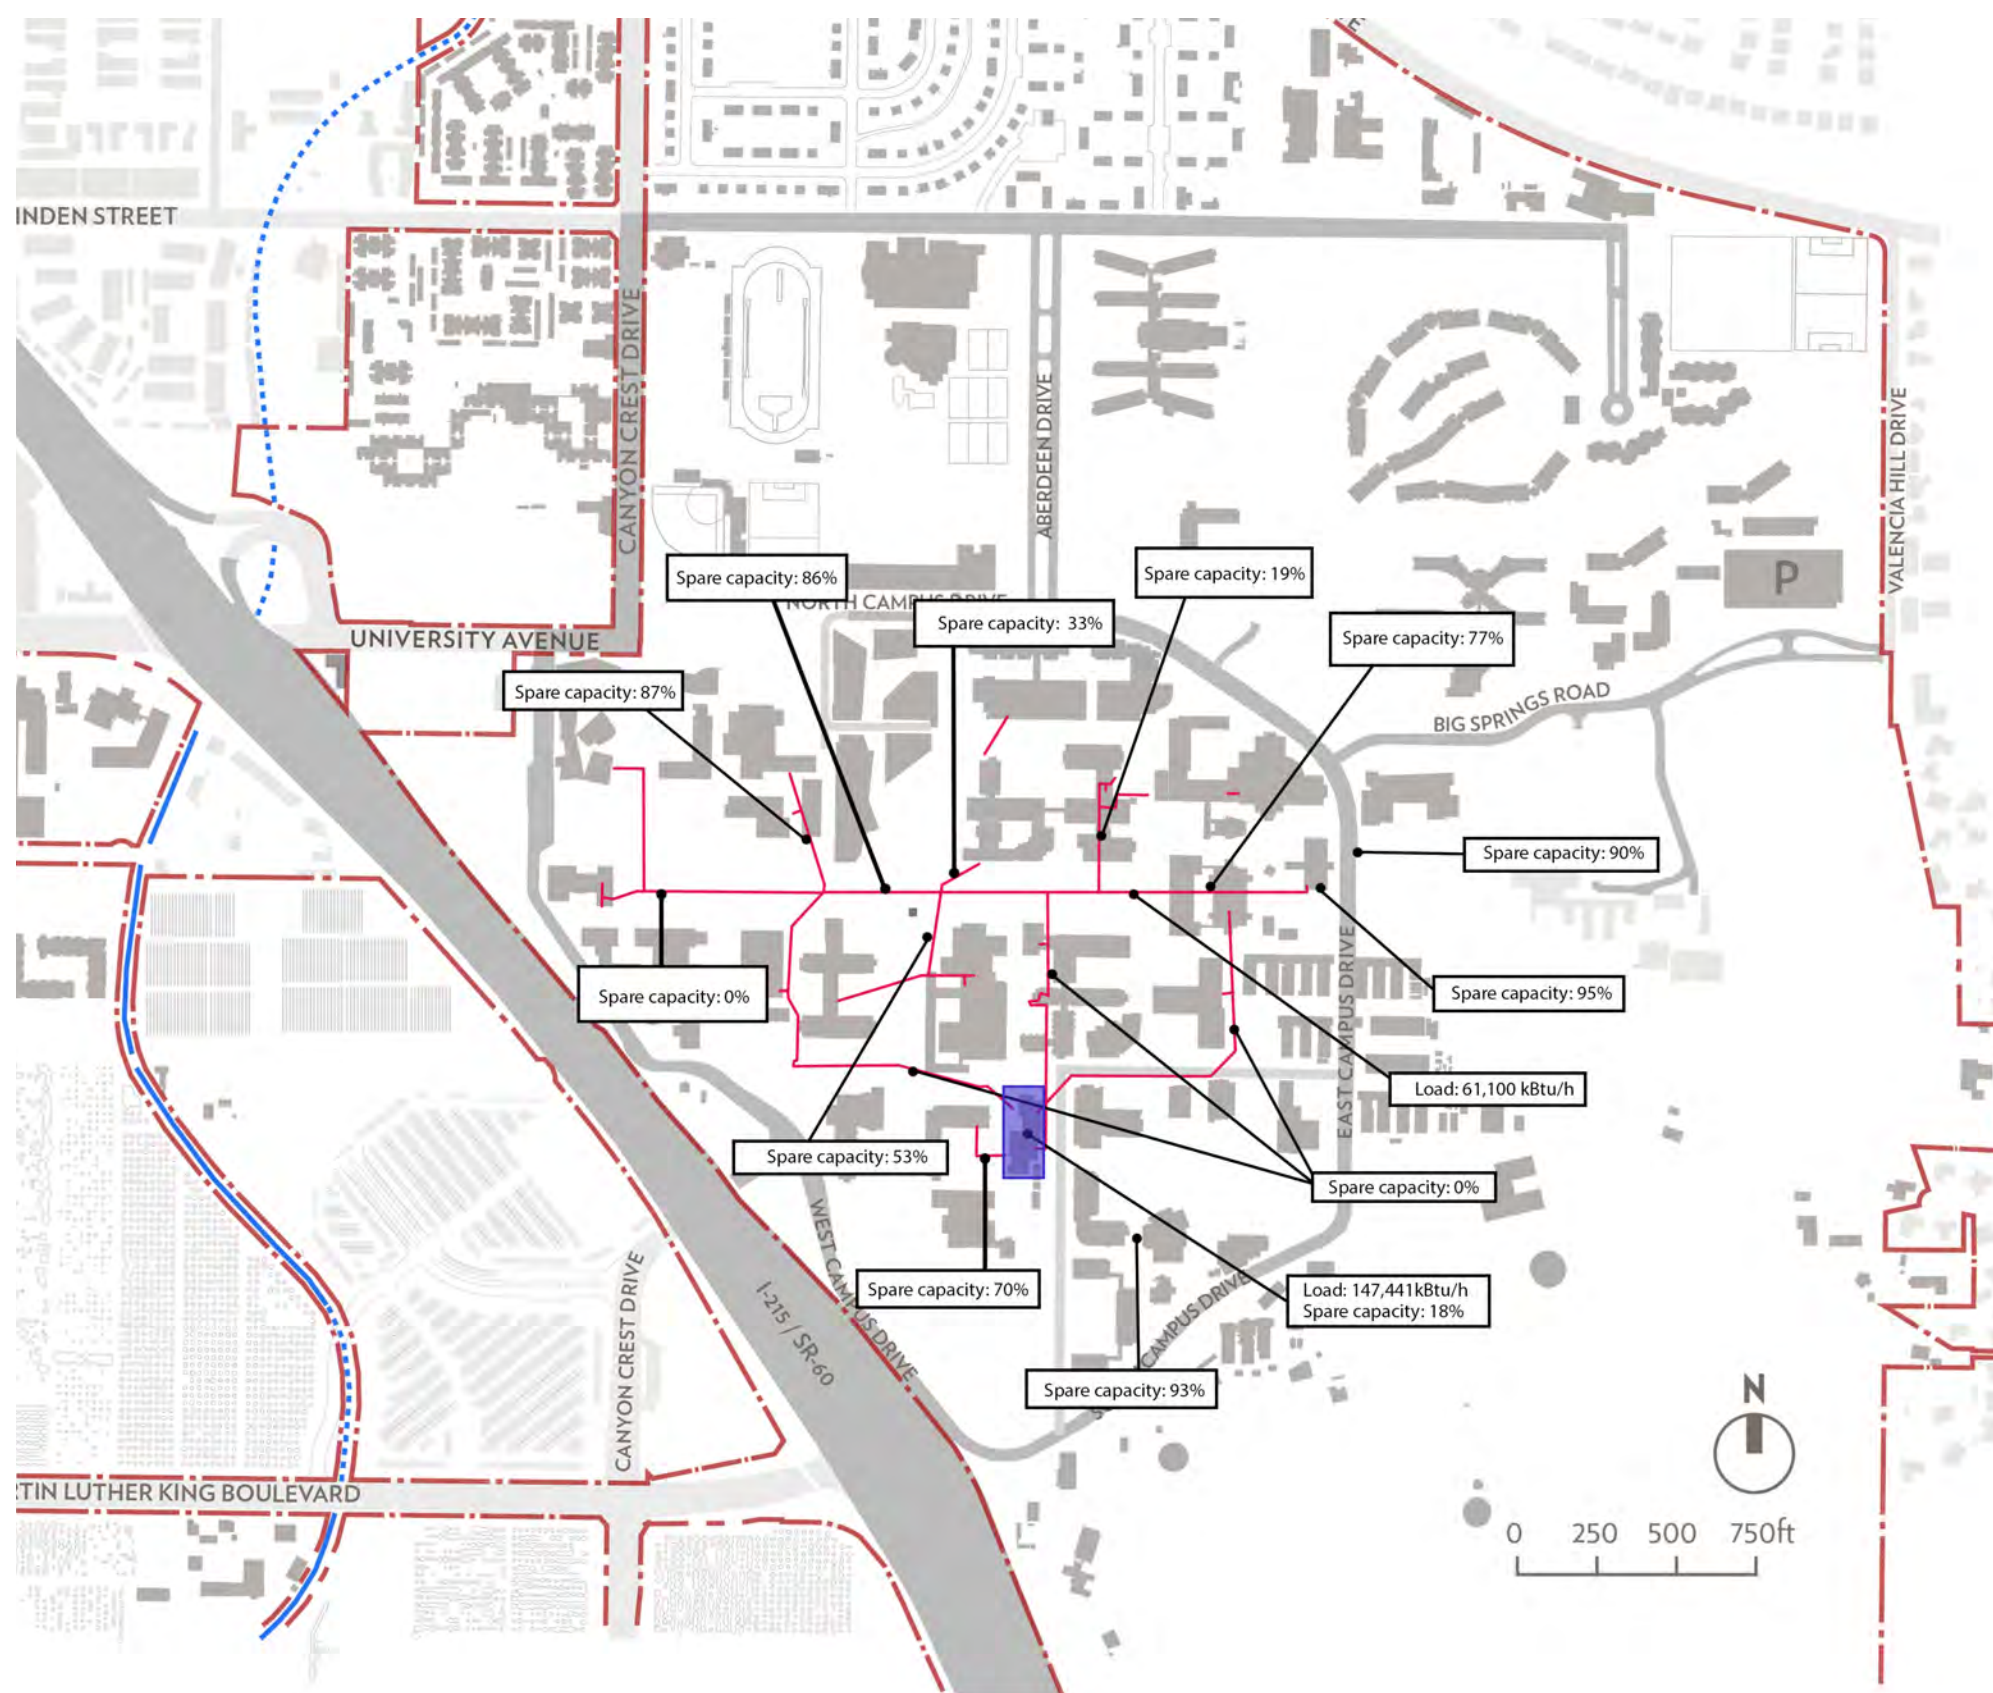 INDEN STREET
CANYON CREST DRIVE
ABERDEEN DRIVE
VALENCIA HILL DRIVE
P
Spare capacity: 86%
Spare capacity: 19%
NORTH CAMPUS DRIVE
Spare capacity: 33%
Spare capacity: 77%
UNIVERSITY AVENUE
Spare capacity: 87%
BIG SPRINGS ROAD
Spare capacity: 90%
Spare capacity: 0%
Spare capacity: 95%
EAST CAMPUS DRIVE
Load: 61,100 kBtu/h
Spare capacity: 53%
Spare capacity: 0%
WEST CAMPUS DRIVE
Spare capacity: 70%
Load: 147,441kBtu/h
Spare capacity: 18%
I-215 / SR-60
CANYON CREST DRIVE
CAMPUS DRIVE
Spare capacity: 93%
N
TIN LUTHER KING BOULEVARD
0 250 500 750ft